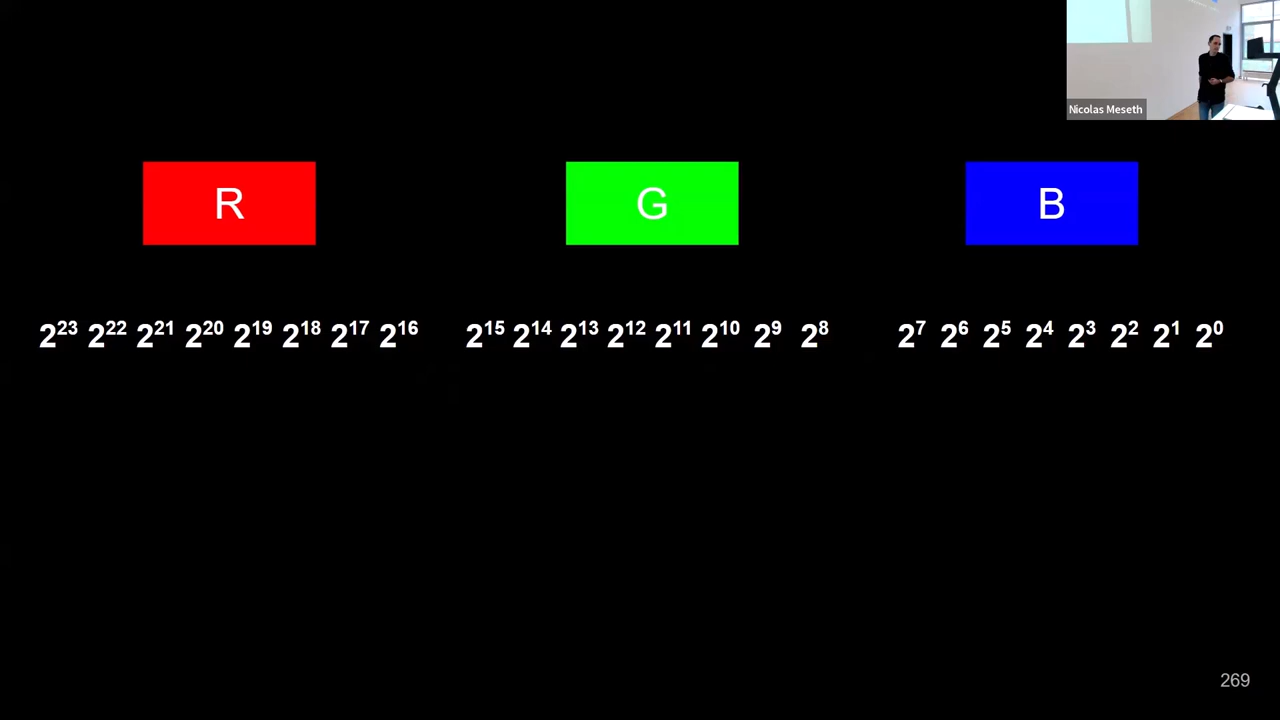 Nicolas Meseth
R G B
2²³ 2²² 2²¹ 2²⁰ 2¹⁹ 2¹⁸ 2¹⁷ 2¹⁶ 2¹⁵ 2¹⁴ 2¹³ 2¹² 2¹¹ 2¹⁰ 2⁹ 2⁸ 2⁷ 2⁶ 2⁵ 2⁴ 2³ 2² 2¹ 2⁰
269